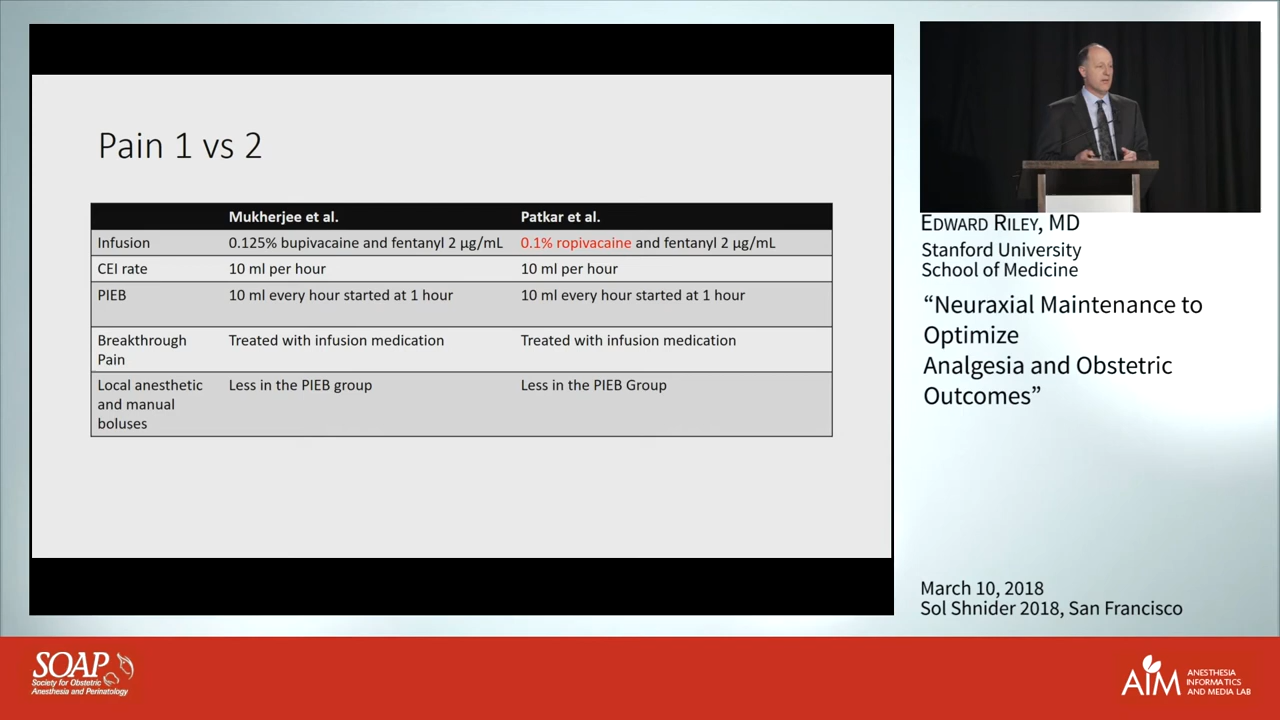 Pain 1 vs 2
Mukherjee et al. Patkar et al.
Infusion 0.125% bupivacaine and fentanyl 2 µg/mL 0.1% ropivacaine and fentanyl 2 µg/mL
CEI rate 10 ml per hour 10 ml per hour
PIEB 10 ml every hour started at 1 hour 10 ml every hour started at 1 hour
Breakthrough Treated with infusion medication Treated with infusion medication
Pain
Local anesthetic Less in the PIEB group Less in the PIEB Group
and manual
boluses
EDWARD RILEY, MD
Stanford University
School of Medicine
“Neuraxial Maintenance to
Optimize
Analgesia and Obstetric
Outcomes”
March 10, 2018
Sol Shnider 2018, San Francisco
SOAP
Society for Obstetric
Anesthesia and Perinatology
AIM
ANESTHESIA
INFORMATICS
AND MEDIA LAB